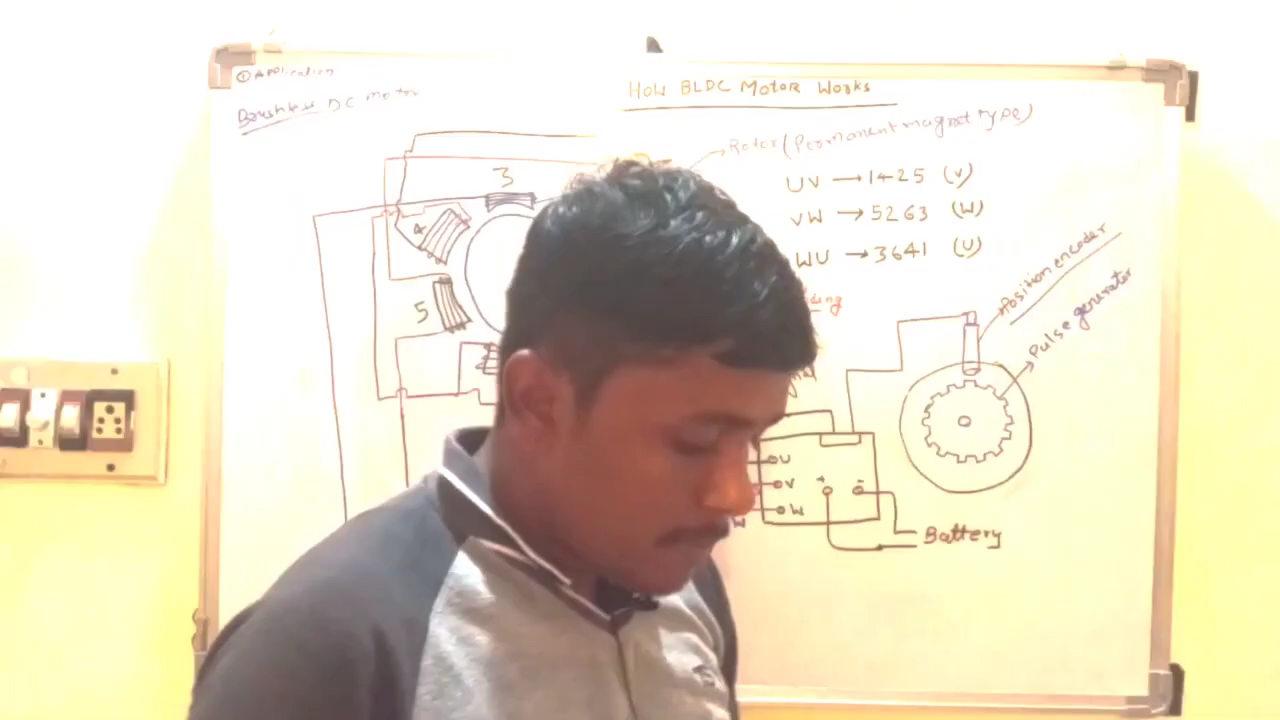 ① Application
How BLDC Motor Works
Brushless DC motor
Rotor (Permanent magnet type)
3
UV → 1425 (V)
VW → 5263 (W)
WU → 3641 (U)
4
5
Position encoder
Pulse generator
U
V
W
+ -
W
Battery